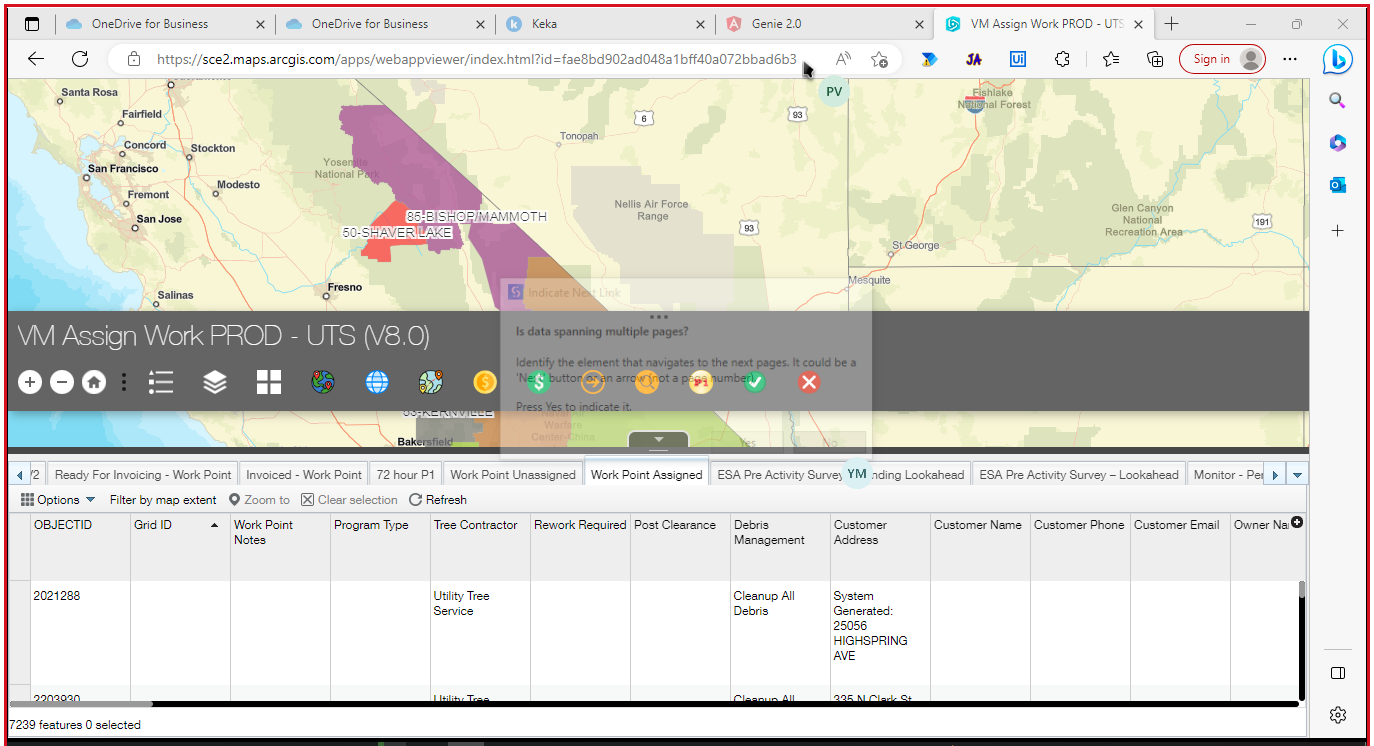 OneDrive for Business
OneDrive for Business
Keka
Genie 2.0
VM Assign Work PROD - UTS
https://sce2.maps.arcgis.com/apps/webappviewer/index.html?id=fae8bd902ad048a1bff40a072bbad6b3
JA
Ui
Sign in
PV
Santa Rosa
Fairfield
Concord
Stockton
San Francisco
Modesto
Fremont
San Jose
Salinas
Fresno
Yosemite
National Park
85-BISHOP/MAMMOTH
50-SHAVER LAKE
6
93
Tonopah
Nellis Air Force
Range
93
Fishlake
National Forest
Glen Canyon
National
Recreation Area
191
St George
Mesquite
Indicate Next Link
VM Assign Work PROD - UTS (V8.0)
Is data spanning multiple pages?
Identify the element that navigates to the next pages. It could be a
'Next' button or an arrow (not a page number).
Press Yes to indicate it.
Yes
No
53-KERNVILLE
Bakersfield
Naval Air
Warfare
Center-China
/2
Ready For Invoicing - Work Point
Invoiced - Work Point
72 hour P1
Work Point Unassigned
Work Point Assigned
ESA Pre Activity Survey
YM
nding Lookahead
ESA Pre Activity Survey – Lookahead
Monitor - Per
Options
Filter by map extent
Zoom to
Clear selection
Refresh
OBJECTID
Grid ID
Work Point
Notes
Program Type
Tree Contractor
Rework Required
Post Clearance
Debris
Management
Customer
Address
Customer Name
Customer Phone
Customer Email
Owner Na
2021288
Utility Tree
Service
Cleanup All
Debris
System
Generated:
25056
HIGHSPRING
AVE
2203930
Utility Tree
Cleanup All
335 N Clark St
7239 features 0 selected